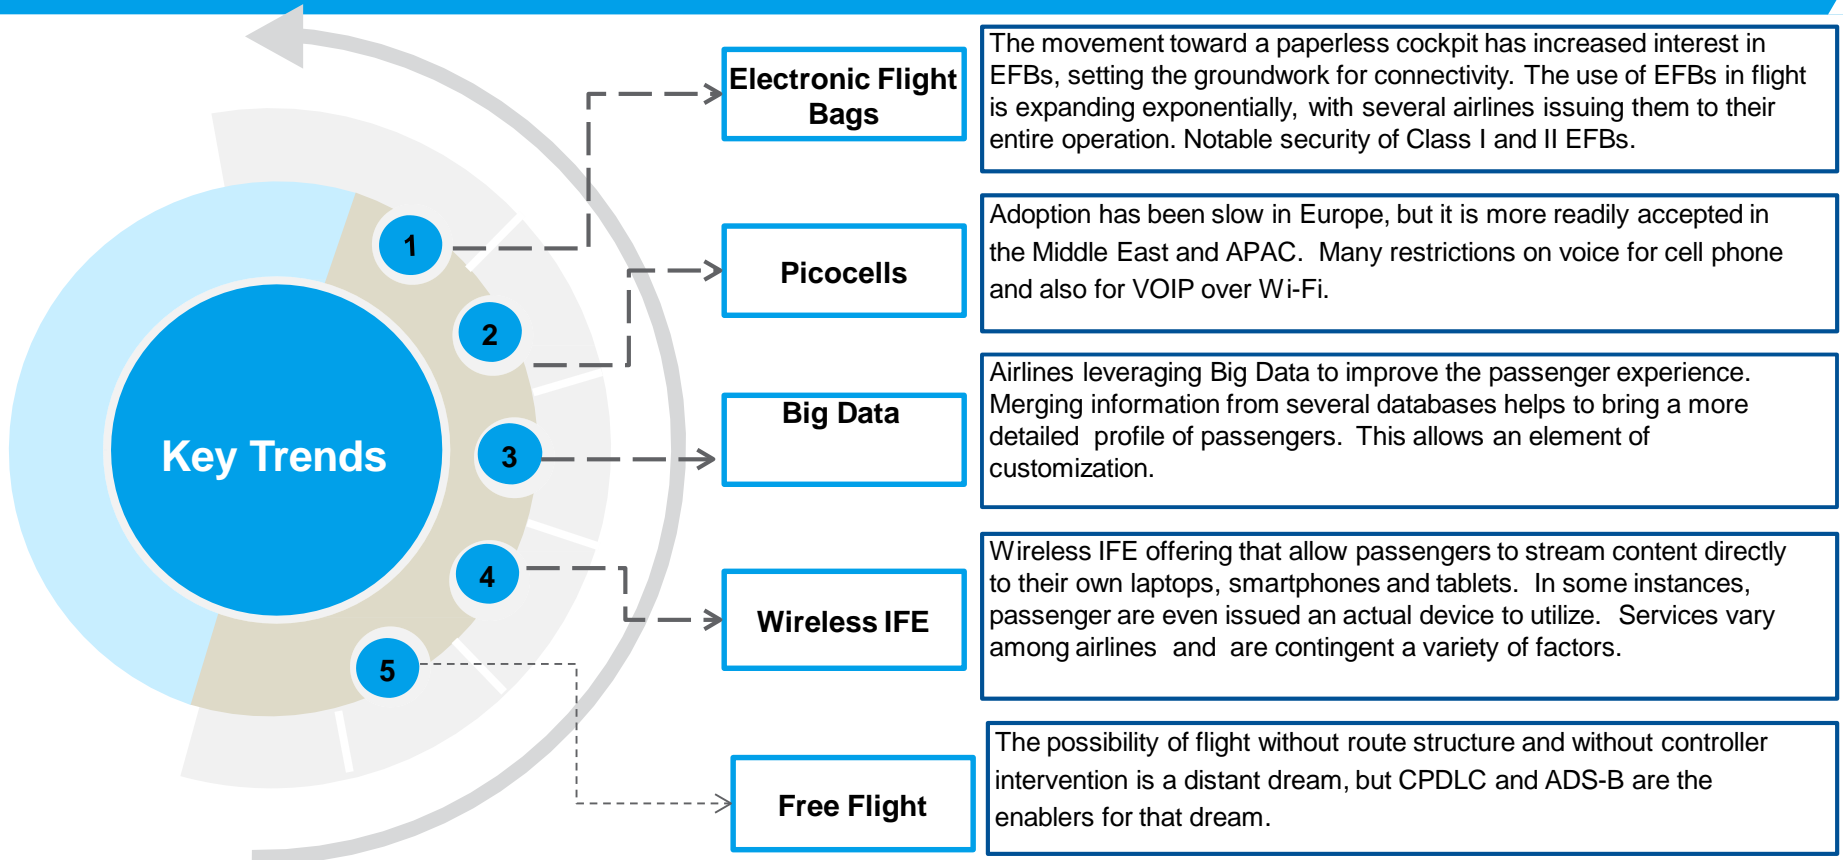 Key Trends
1
Electronic Flight
Bags
The movement toward a paperless cockpit has increased interest in
EFBs, setting the groundwork for connectivity. The use of EFBs in flight
is expanding exponentially, with several airlines issuing them to their
entire operation. Notable security of Class I and II EFBs.
2
Picocells
Adoption has been slow in Europe, but it is more readily accepted in
the Middle East and APAC. Many restrictions on voice for cell phone
and also for VOIP over Wi-Fi.
3
Big Data
Airlines leveraging Big Data to improve the passenger experience.
Merging information from several databases helps to bring a more
detailed profile of passengers. This allows an element of
customization.
4
Wireless IFE
Wireless IFE offering that allow passengers to stream content directly
to their own laptops, smartphones and tablets. In some instances,
passenger are even issued an actual device to utilize. Services vary
among airlines and are contingent a variety of factors.
5
Free Flight
The possibility of flight without route structure and without controller
intervention is a distant dream, but CPDLC and ADS-B are the
enablers for that dream.